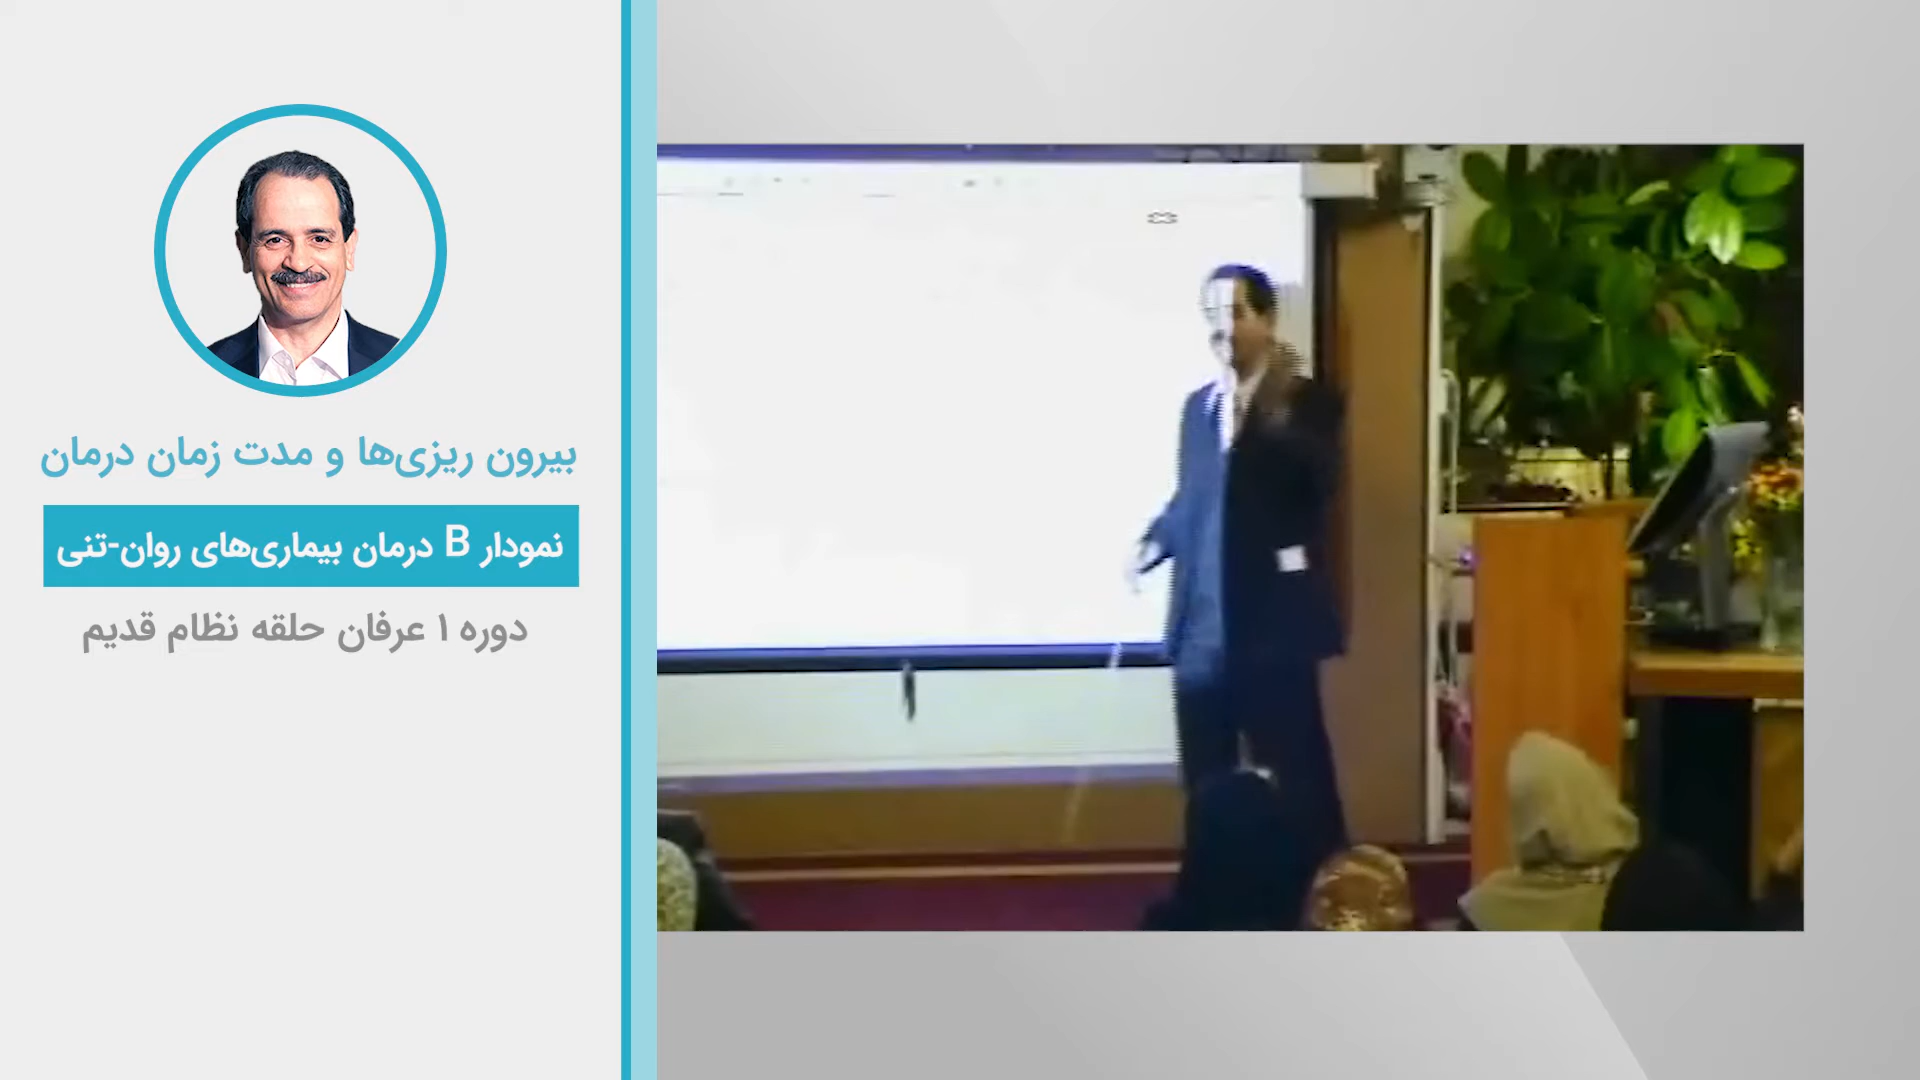 بیرون ریزی‌ها و مدت زمان درمان
نمودار B درمان بیماری‌های روان-تنی
دوره ۱ عرفان حلقه نظام قدیم